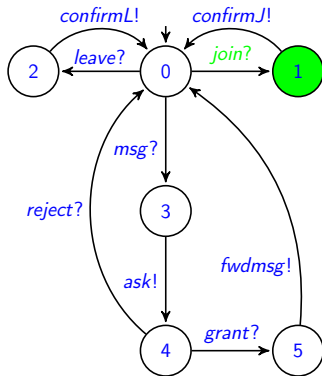 confirmL! confirmJ!
2 leave? 0 join? 1
msg?
reject? 3
ask! fwdmsg!
4 grant? 5